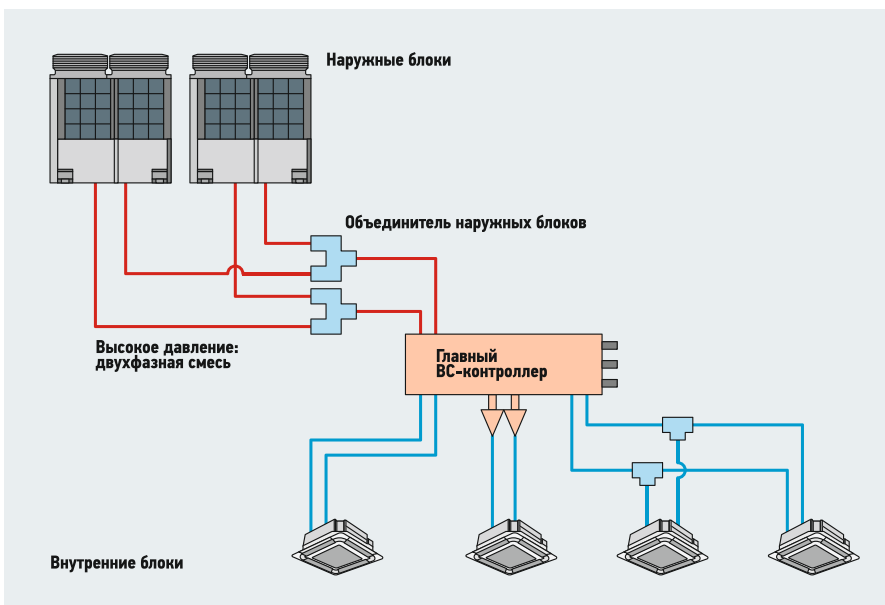 Наружные блоки
Объединитель наружных блоков
Высокое давление:
двухфазная смесь
Главный
ВС-контроллер
Внутренние блоки